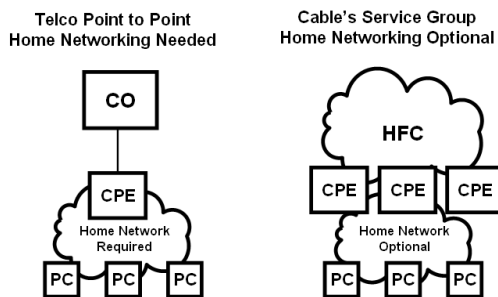 Telco Point to Point
Home Networking Needed
CO
CPE
Home Network
Required
PC PC PC
Cable's Service Group
Home Networking Optional
HFC
CPE CPE CPE
Home Network
Optional
PC PC PC